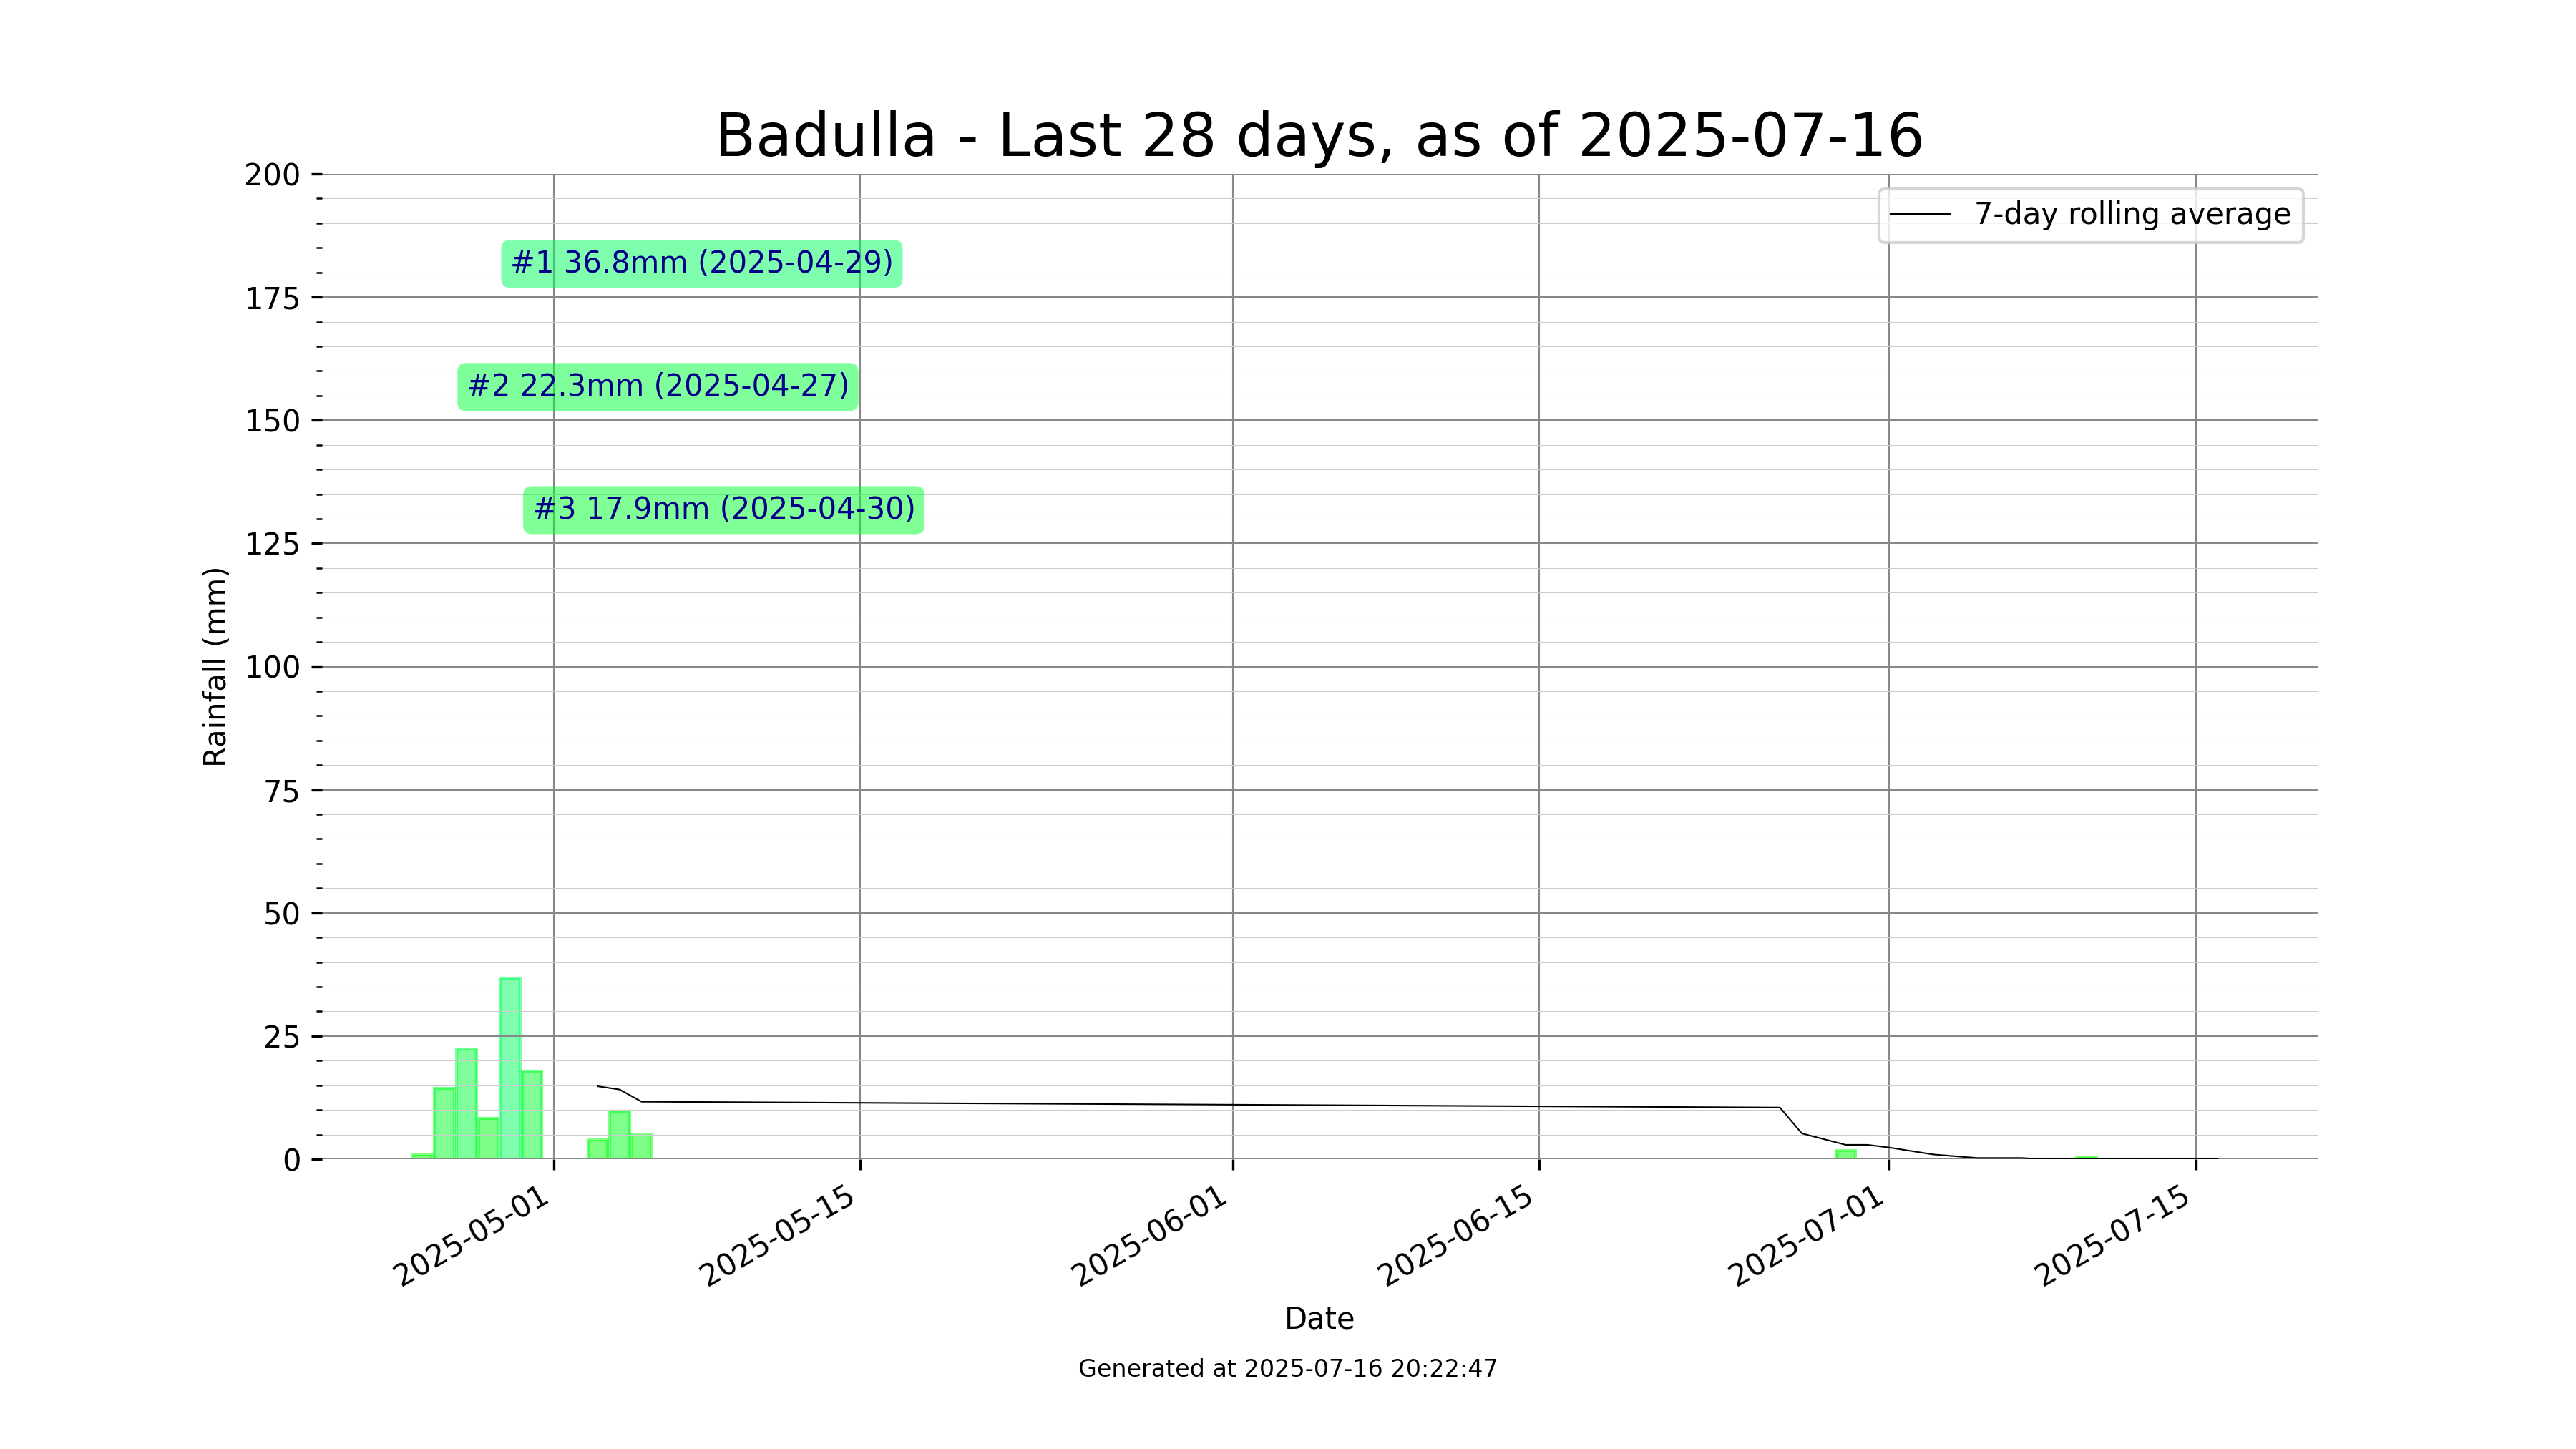 Badulla - Last 28 days, as of 2025-07-16
200
7-day rolling average
#1 36.8mm (2025-04-29)
175
#2 22.3mm (2025-04-27)
150
#3 17.9mm (2025-04-30)
125
Rainfall (mm)
100
75
50
25
0
2025-05-01
2025-05-15
2025-06-01
2025-06-15
2025-07-01
2025-07-15
Date
Generated at 2025-07-16 20:22:47